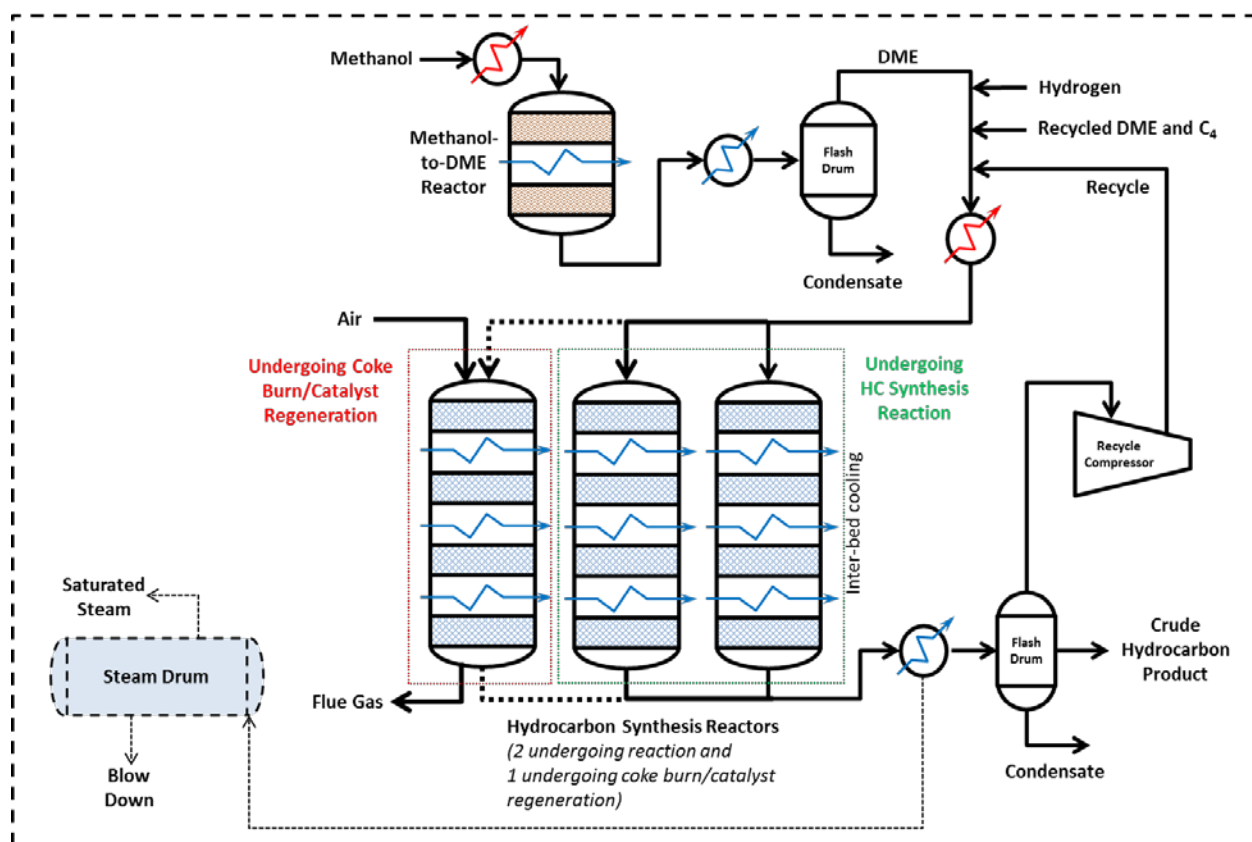 Methanol
DME
Hydrogen
Recycled DME and C₄
Recycle
Methanol-
to-DME
Reactor
Flash
Drum
Condensate
Air
Undergoing Coke
Burn/Catalyst
Regeneration
Undergoing
HC Synthesis
Reaction
Recycle
Compressor
Inter-bed cooling
Saturated
Steam
Steam Drum
Blow
Down
Flue Gas
Hydrocarbon Synthesis Reactors
(2 undergoing reaction and
1 undergoing coke burn/catalyst
regeneration)
Flash
Drum
Crude
Hydrocarbon
Product
Condensate